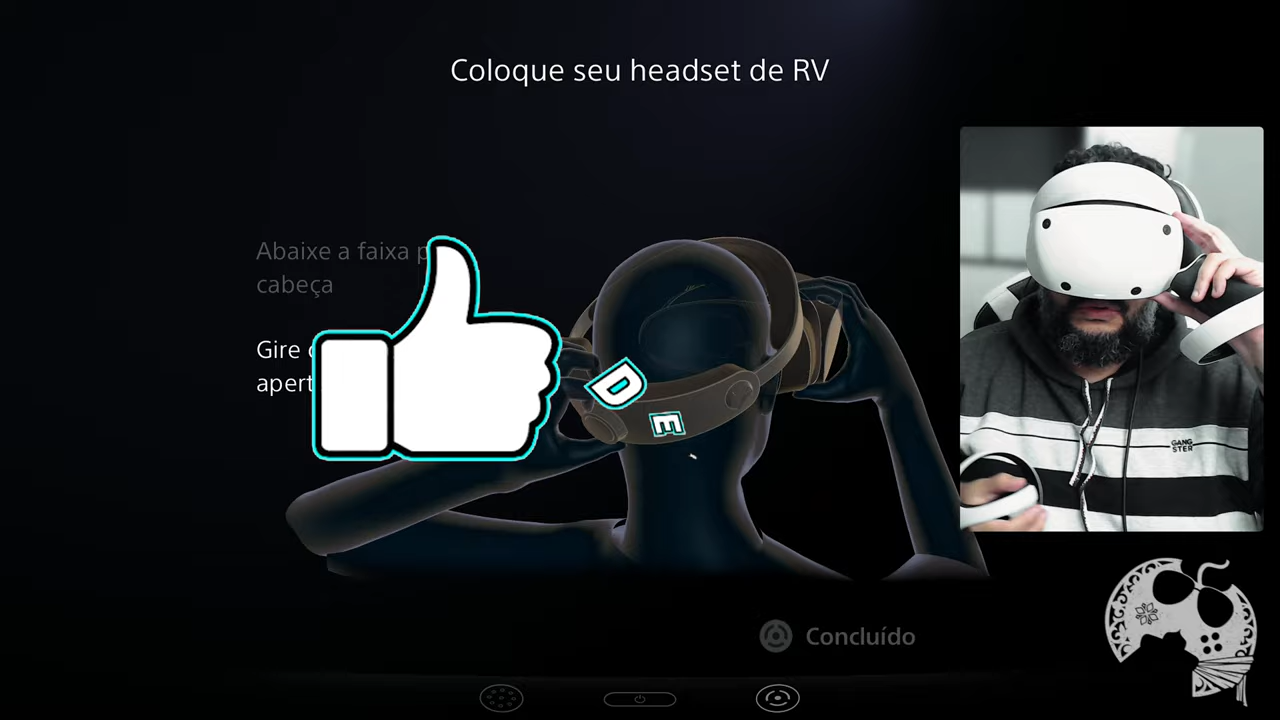 Coloque seu headset de RV
Abaixe a faixa
cabeça
Gire
apert
D
E
GANG
STER
Concluído